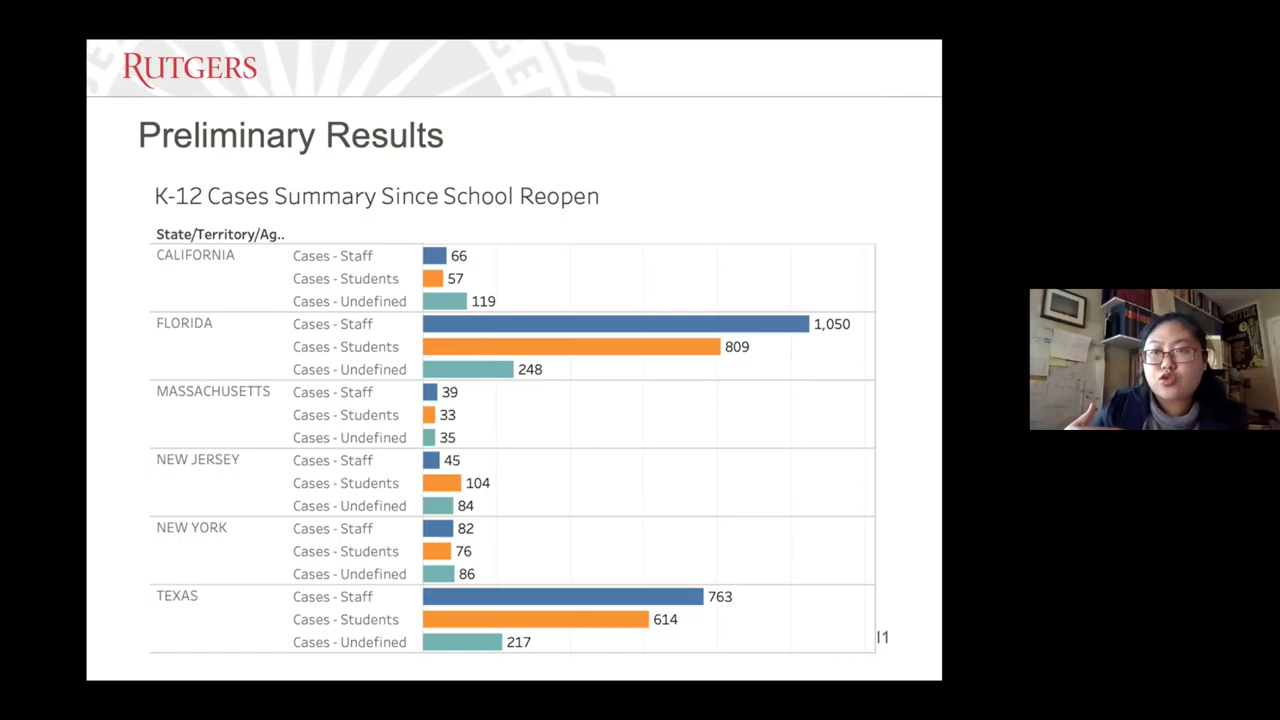 RUTGERS
Preliminary Results
K-12 Cases Summary Since School Reopen
State/Territory/Ag..
CALIFORNIA Cases - Staff 66
Cases - Students 57
Cases - Undefined 119
FLORIDA Cases - Staff 1,050
Cases - Students 809
Cases - Undefined 248
MASSACHUSETTS Cases - Staff 39
Cases - Students 33
Cases - Undefined 35
NEW JERSEY Cases - Staff 45
Cases - Students 104
Cases - Undefined 84
NEW YORK Cases - Staff 82
Cases - Students 76
Cases - Undefined 86
TEXAS Cases - Staff 763
Cases - Students 614
Cases - Undefined 217